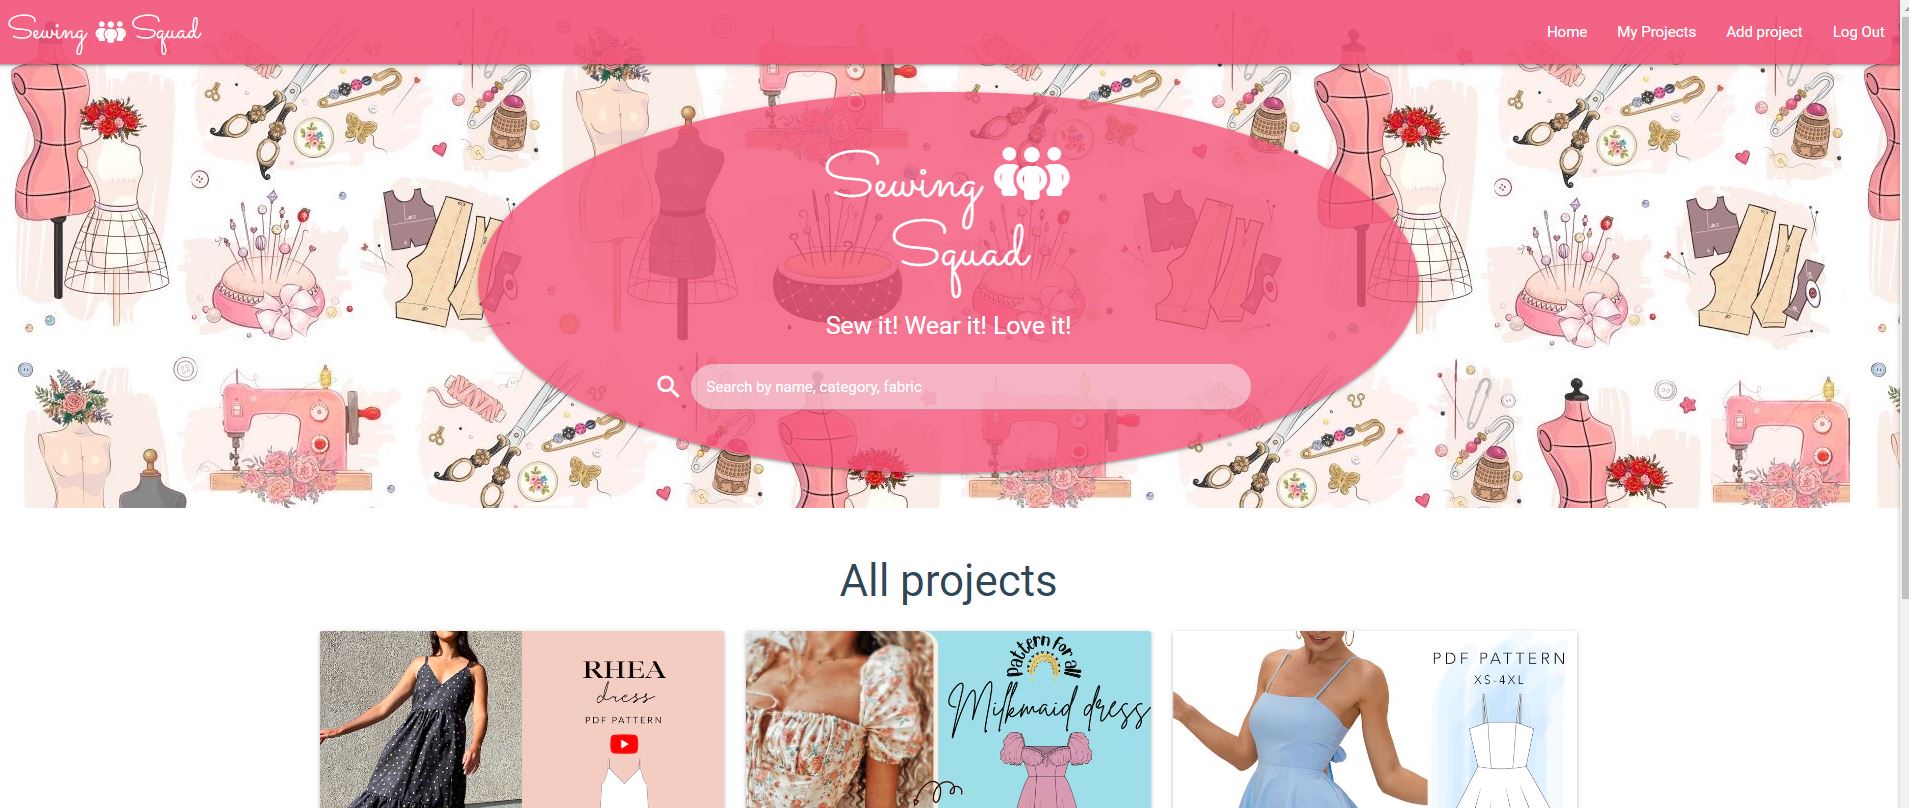 Sewing Squad
Home My Projects Add project Log Out
Sewing
Squad
Sew it! Wear it! Love it!
Search by name, category, fabric
All projects
RHEA
dress
PDF PATTERN
pattern for all
Milkmaid dress
PDF PATTERN
XS-4XL